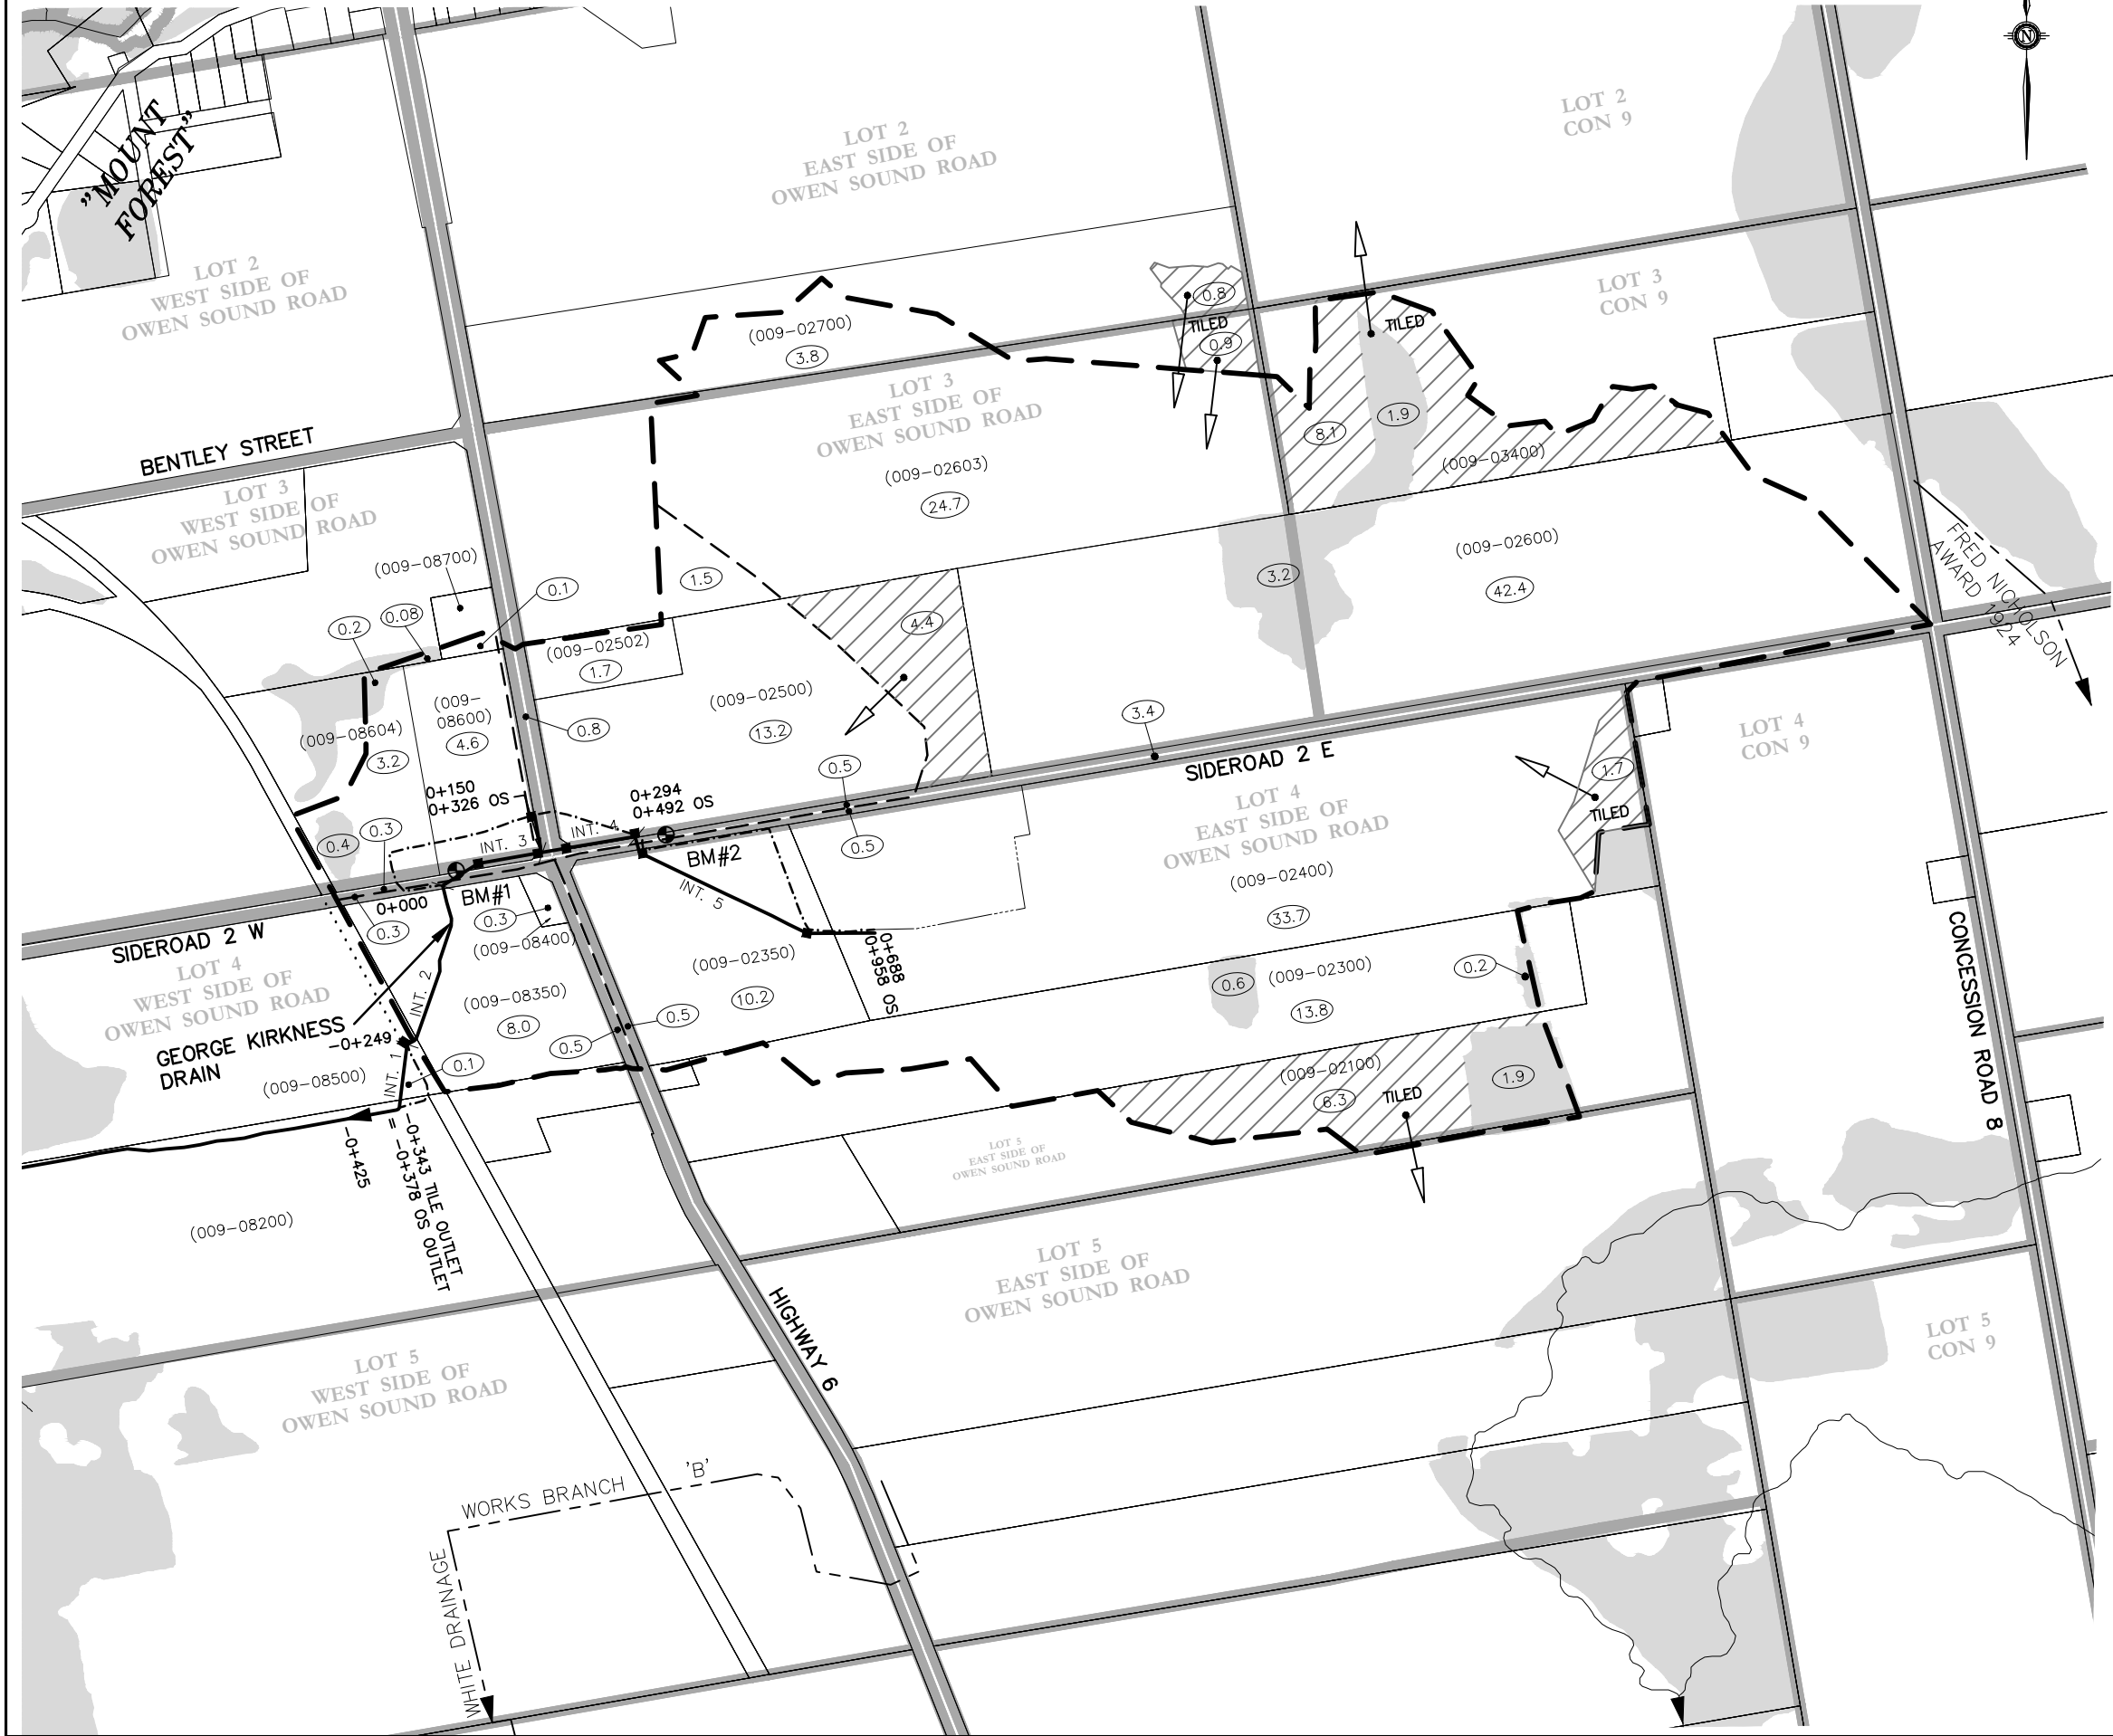 N
"MOUNT
FOREST"
LOT 2
WEST SIDE OF
OWEN SOUND ROAD
LOT 2
EAST SIDE OF
OWEN SOUND ROAD
LOT 2
CON 9
LOT 3
CON 9
0.8
TILED
0.9
TILED
(009-02700)
3.8
LOT 3
EAST SIDE OF
OWEN SOUND ROAD
(009-02603)
24.7
8.1
1.9
(009-03400)
BENTLEY STREET
LOT 3
WEST SIDE OF
OWEN SOUND ROAD
(009-08700)
0.1
0.2
0.08
1.5
4.4
3.2
(009-02600)
42.4
FRED NICHOLSON
AWARD 1924
(009-02502)
1.7
(009-02500)
13.2
(009-
08600)
4.6
(009-08604)
3.2
0.8
0.5
3.4
SIDEROAD 2 E
LOT 4
CON 9
1.7
TILED
0+150
0+326 OS
0+294
0+492 OS
INT. 3
INT. 4
0.4
0.3
BM#1
BM#2
0.5
INT. 5
0+000
0.3
0.3
(009-08400)
LOT 4
EAST SIDE OF
OWEN SOUND ROAD
(009-02400)
33.7
SIDEROAD 2 W
LOT 4
WEST SIDE OF
OWEN SOUND ROAD
INT. 2
(009-08350)
8.0
(009-02350)
10.2
0+688
0+958 OS
0.6
(009-02300)
13.8
0.2
CONCESSION ROAD 8
GEORGE KIRKNESS
DRAIN
-0+249
INT. 1
0.1
0.5
0.5
(009-08500)
(009-02100)
6.3
TILED
1.9
-0+425
-0+343 TILE OUTLET
= -0+378 OS OUTLET
LOT 5
EAST SIDE OF
OWEN SOUND ROAD
(009-08200)
LOT 5
EAST SIDE OF
OWEN SOUND ROAD
HIGHWAY 6
LOT 5
CON 9
LOT 5
WEST SIDE OF
OWEN SOUND ROAD
WORKS BRANCH 'B'
WHITE DRAINAGE